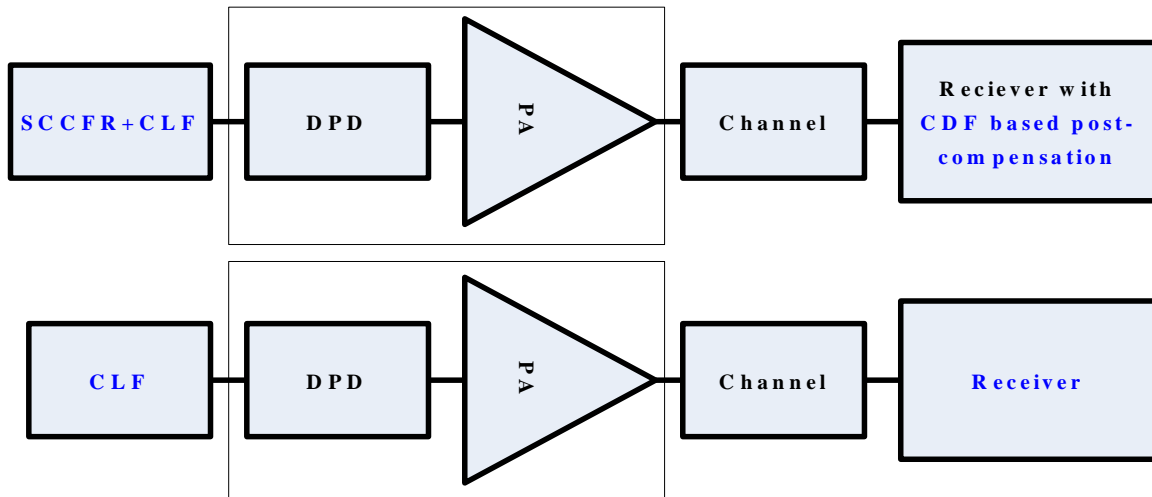 SCCFR+CLF
DPD
PA
Channel
Reciever with
CDF based post-
compensation
CLF
DPD
PA
Channel
Receiver